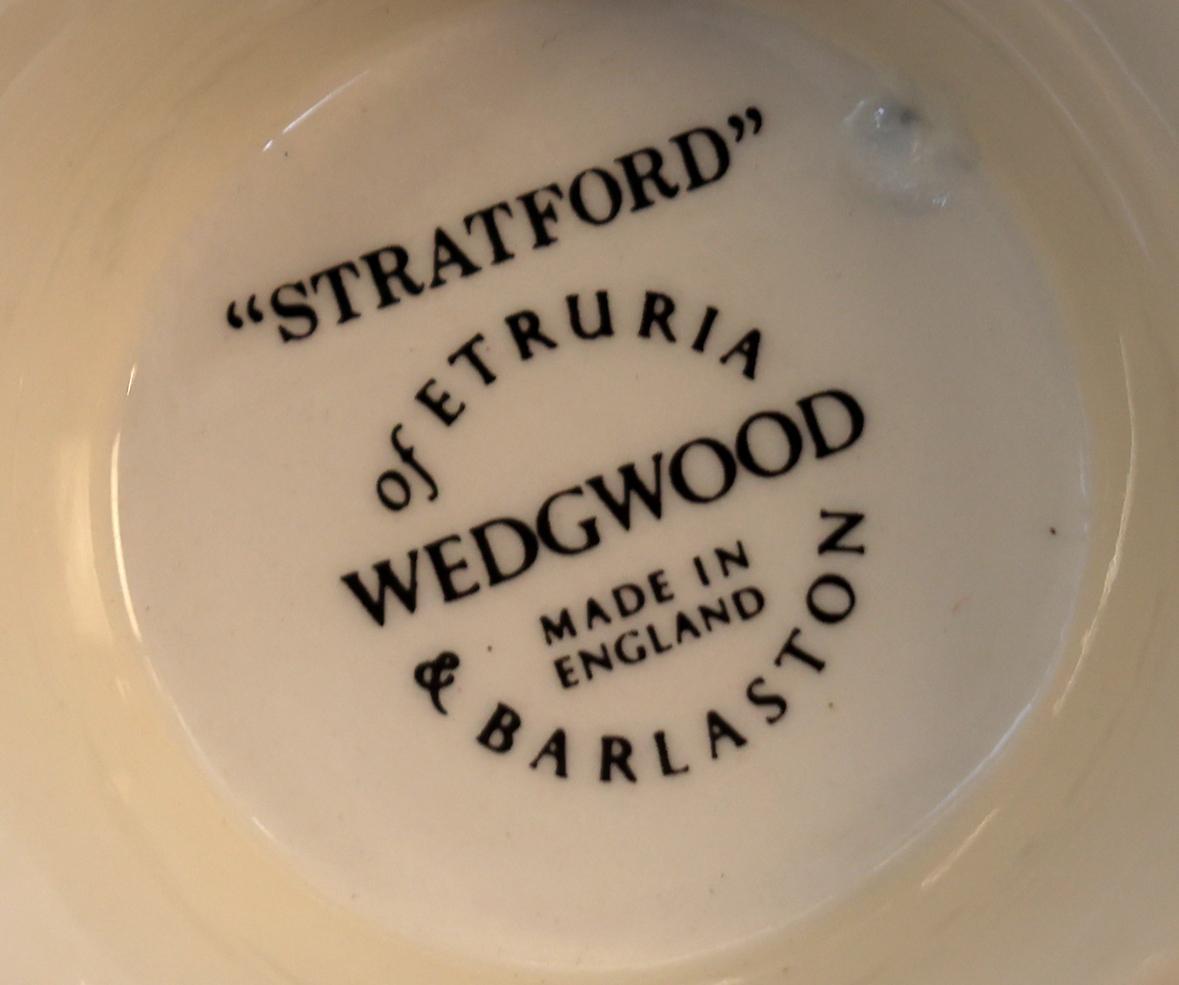 “STRATFORD”
of ETRURIA
WEDGWOOD
MADE IN
ENGLAND
& BARLASTON